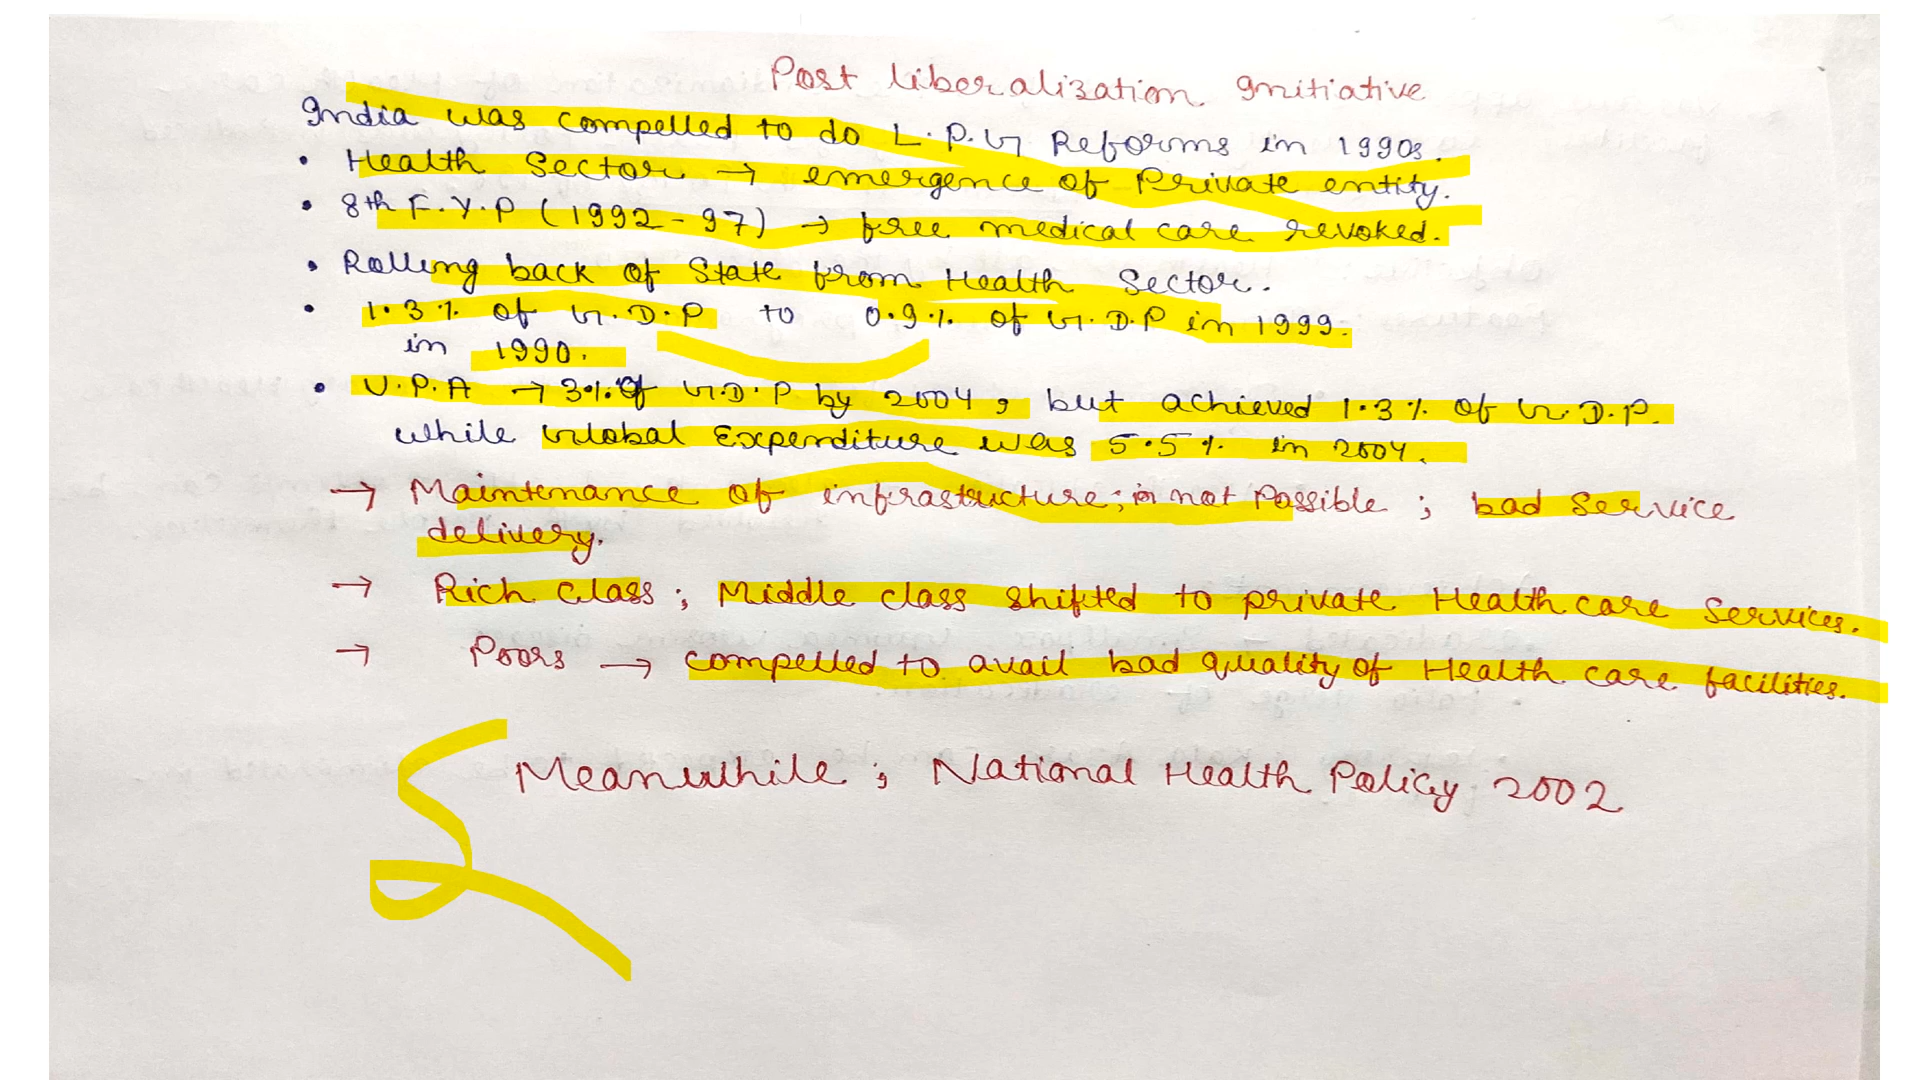 Post liberalization Initiative
India was compelled to do L.P.G Reforms in 1990s.
• Health Sector → emergence of Private entity.
• 8th F.Y.P (1992-97) → free medical care revoked.
• Rolling back of State from Health Sector.
• 1.3% of G.D.P to 0.9% of G.D.P in 1999.
in 1990.
• U.P.A → 3% of G.D.P by 2004, but achieved 1.3% of G.D.P.
while Global Expenditure was 5.5% in 2004.
→ Maintenance of infrastructure; is not Possible; bad Service
delivery.
→ Rich Class; Middle class shifted to private Health care Services.
→ Poors → compelled to avail bad quality of Health care facilities.
Meanwhile; National Health Policy 2002